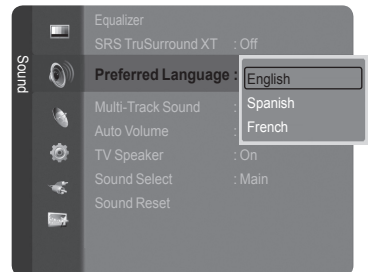 Sound
Equalizer
SRS TruSurround XT : Off
Preferred Language :
English
Spanish
French
Multi-Track Sound :
Auto Volume :
TV Speaker : On
Sound Select : Main
Sound Reset